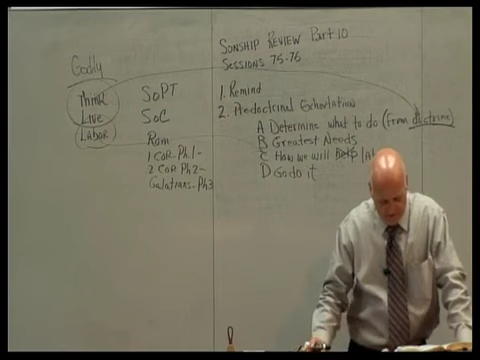 SONSHIP REVIEW Part 10
SESSIONS 75-76
Godly
Think
Live
Labor
SoPT
SoC
Rom
1 COR. Ph.1-
2 COR Ph2-
Galatians-Ph3
1. Remind
2. Predoctrinal Exhortation
A Determine what to do (From doctrine)
B Greatest Needs
C How we will
D Go do it